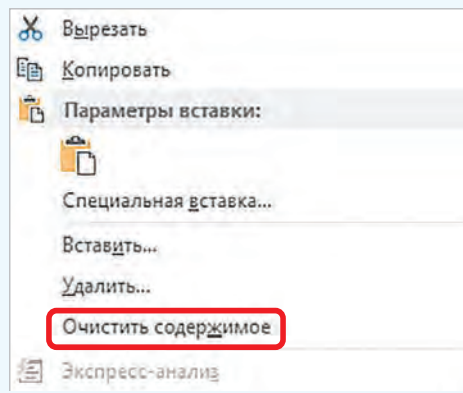 Вырезать
Копировать
Параметры вставки:
Специальная вставка...
Вставить...
Удалить...
Очистить содержимое
Экспресс-анализ